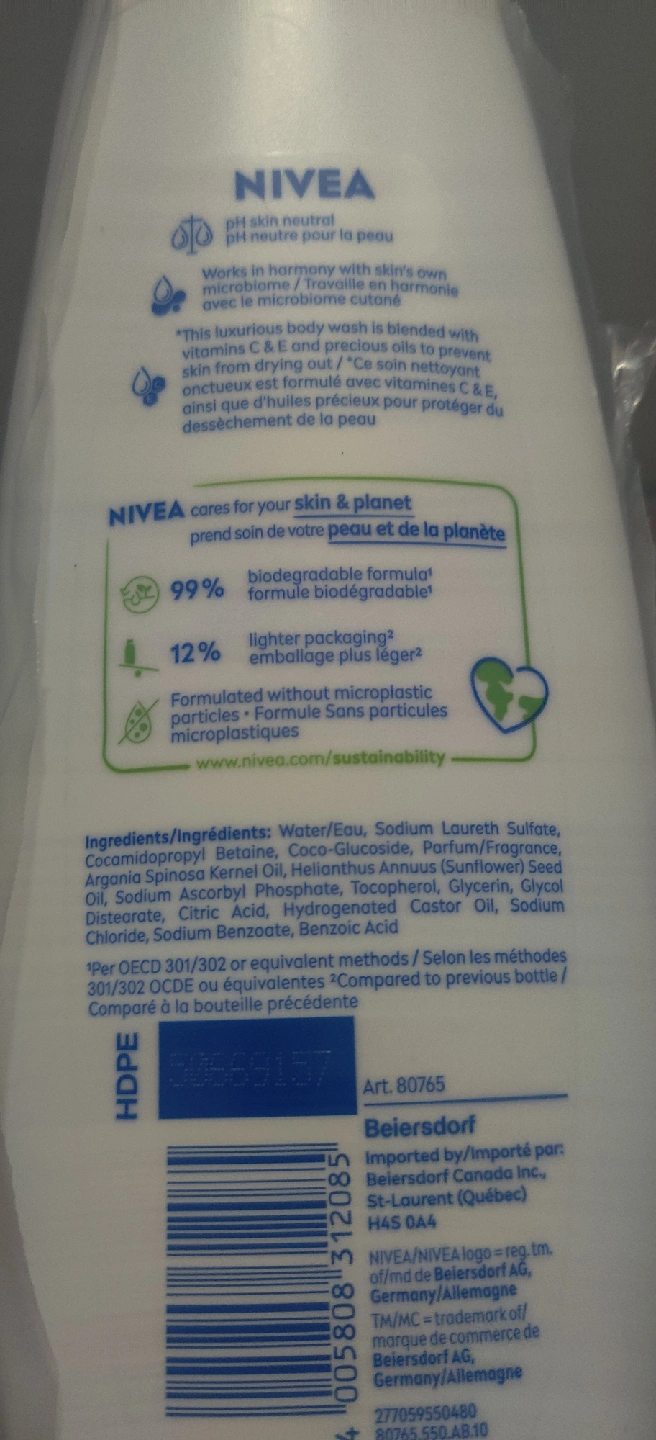 NIVEA
pH skin neutral
pH neutre pour la peau
Works in harmony with skin's own
microbiome / Travaille en harmonie
avec le microbiome cutané
*This luxurious body wash is blended with
vitamins C & E and precious oils to prevent
skin from drying out / *Ce soin nettoyant
onctueux est formulé avec vitamines C & E,
ainsi que d'huiles précieux pour protéger du
dessèchement de la peau
NIVEA cares for your skin & planet
prend soin de votre peau et de la planète
99% biodegradable formula¹
formule biodégradable¹
12% lighter packaging²
emballage plus léger²
Formulated without microplastic
particles • Formule Sans particules
microplastiques
www.nivea.com/sustainability
Ingredients/Ingrédients: Water/Eau, Sodium Laureth Sulfate,
Cocamidopropyl Betaine, Coco-Glucoside, Parfum/Fragrance,
Argania Spinosa Kernel Oil, Helianthus Annuus (Sunflower) Seed
Oil, Sodium Ascorbyl Phosphate, Tocopherol, Glycerin, Glycol
Distearate, Citric Acid, Hydrogenated Castor Oil, Sodium
Chloride, Sodium Benzoate, Benzoic Acid
¹Per OECD 301/302 or equivalent methods / Selon les méthodes
301/302 OCDE ou équivalentes ²Compared to previous bottle /
Comparé à la bouteille précédente
HDPE
Art. 80765
Beiersdorf
Imported by/Importé par:
Beiersdorf Canada Inc.,
St-Laurent (Québec)
H4S 0A4
NIVEA/NIVEA logo = reg. tm.
of/md de Beiersdorf AG,
Germany/Allemagne
TM/MC = trademark of/
marque de commerce de
Beiersdorf AG,
Germany/Allemagne
277059550480
80765.550.AB.10
4 005808 312085